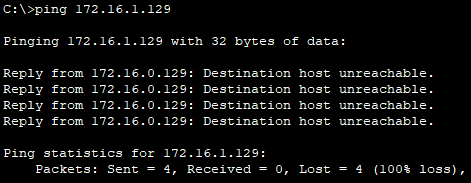 C:\>ping 172.16.1.129
Pinging 172.16.1.129 with 32 bytes of data:
Reply from 172.16.0.129: Destination host unreachable.
Reply from 172.16.0.129: Destination host unreachable.
Reply from 172.16.0.129: Destination host unreachable.
Reply from 172.16.0.129: Destination host unreachable.
Ping statistics for 172.16.1.129:
Packets: Sent = 4, Received = 0, Lost = 4 (100% loss),